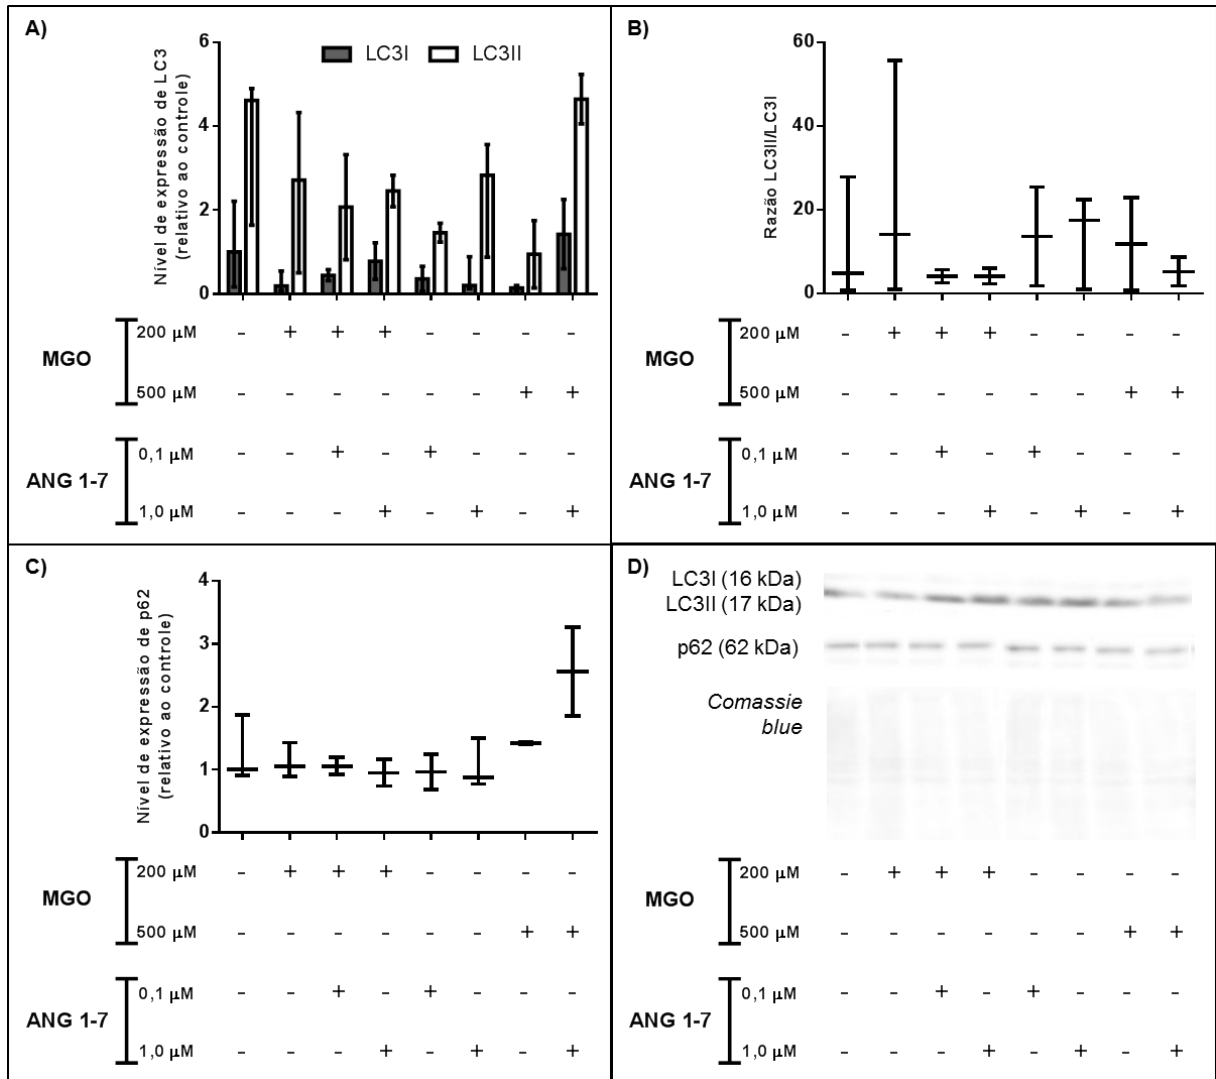 A)
Nível de expressão de LC3
(relativo ao controle)
6
4
2
0
LC3I LC3II
MGO
200 µM - + + + - - - -
500 µM - - - - - - + +
ANG 1-7
0,1 µM - - + - + - - -
1,0 µM - - - + - + - +
B)
Razão LC3II/LC3I
60
40
20
0
MGO
200 µM - + + + - - - -
500 µM - - - - - - + +
ANG 1-7
0,1 µM - - + - + - - -
1,0 µM - - - + - + - +
C)
Nível de expressão de p62
(relativo ao controle)
4
3
2
1
0
MGO
200 µM - + + + - - - -
500 µM - - - - - - + +
ANG 1-7
0,1 µM - - + - + - - -
1,0 µM - - - + - + - +
D)
LC3I (16 kDa)
LC3II (17 kDa)
p62 (62 kDa)
Comassie
blue
MGO
200 µM - + + + - - - -
500 µM - - - - - - + +
ANG 1-7
0,1 µM - - + - + - - -
1,0 µM - - - + - + - +